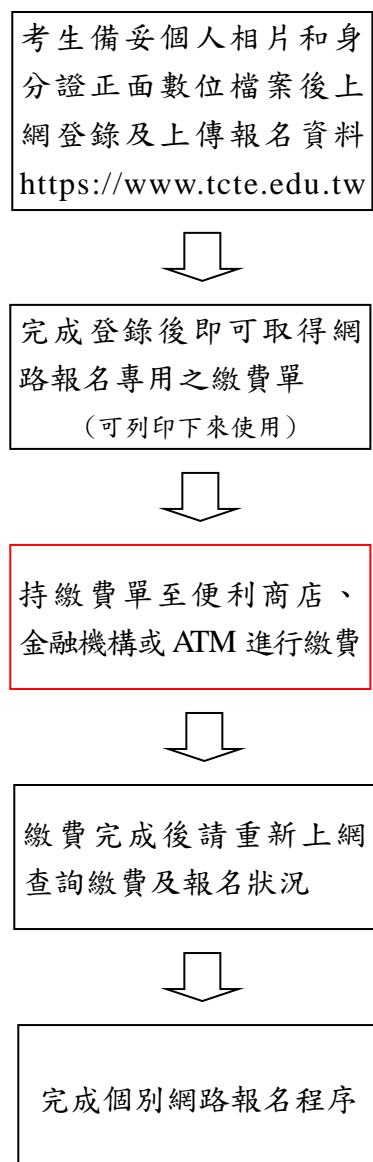 考生備妥個人相片和身
分證正面數位檔案後上
網登錄及上傳報名資料
https://www.tcte.edu.tw
完成登錄後即可取得網
路報名專用之繳費單
（可列印下來使用）
持繳費單至便利商店、
金融機構或 ATM 進行繳費
繳費完成後請重新上網
查詢繳費及報名狀況
完成個別網路報名程序